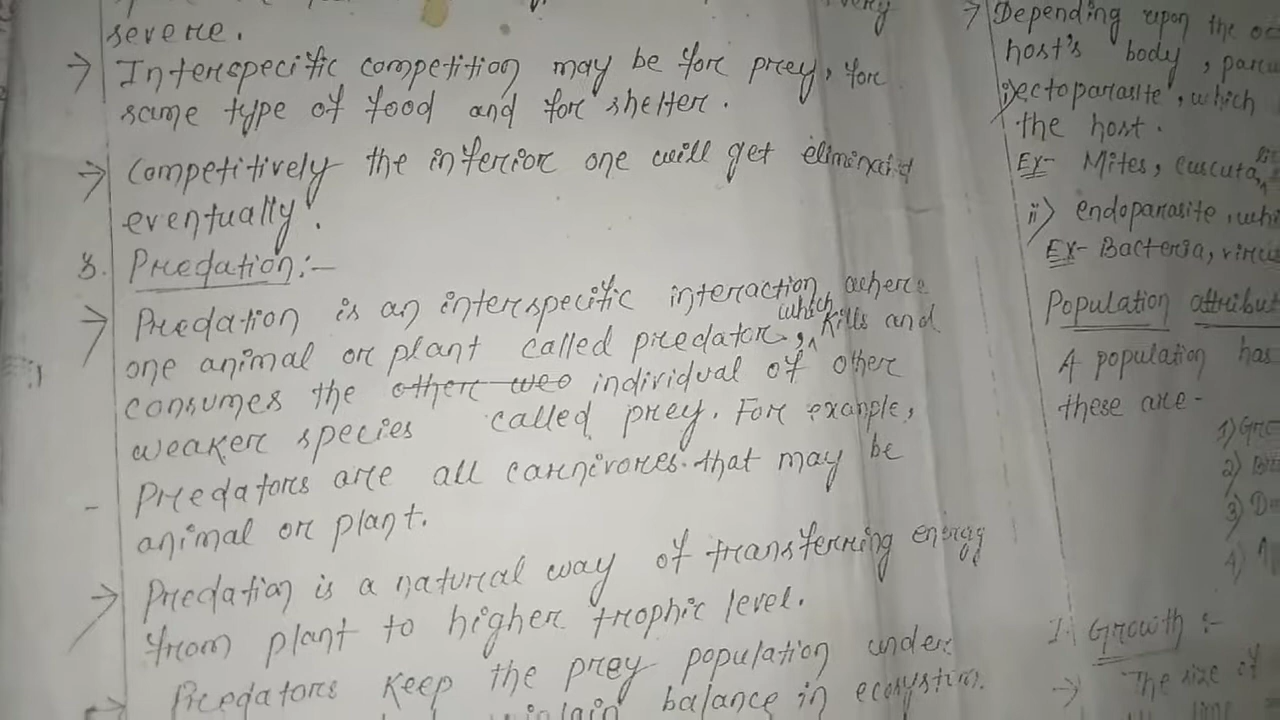 severe.
→ Interspecific competition may be for prey, for
same type of food and for shelter.
→ Competitively the inferior one will get eliminated
eventually.
3. Predation:-
→ Predation is an interspecific interaction where
one animal or plant called predator, which kills and
consumes the other weo individual of other
weaker species called prey. For example,
- Predators are all carnivores that may be
animal or plant.
→ Predation is a natural way of transferring energy
from plant to higher trophic level.
→ Predators keep the prey population under
balance in ecosystem.
→ Depending upon the
host's body,
i) ectoparasite, which
the host.
Ex- Mites, cuscuta,
ii) endoparasite,
Ex- Bacteria,
Population
A population has
these are-
1)
2)
3)
4)
1. Growth :-
→ The size of